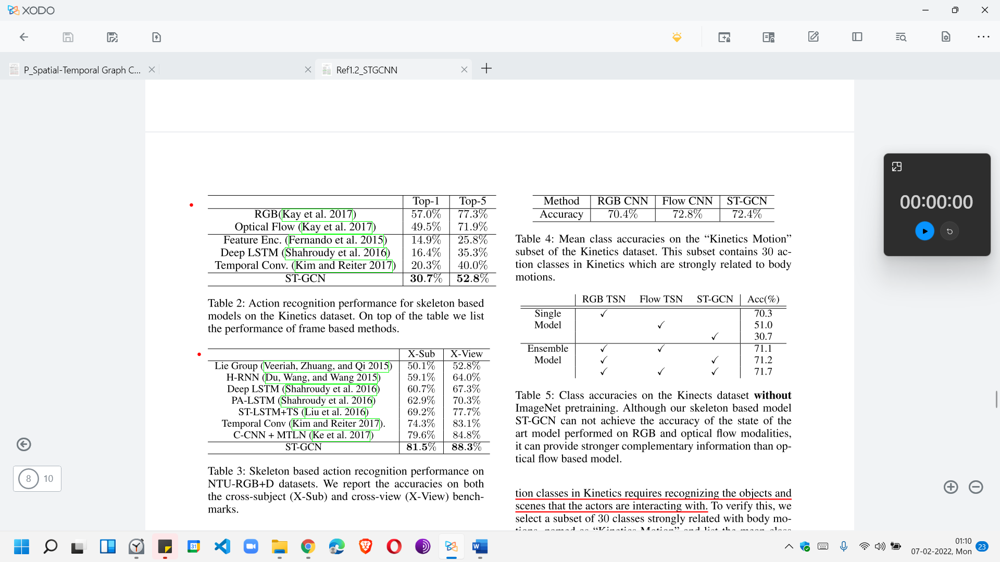 XODO
P_Spatial-Temporal Graph C...
Ref1.2_STGCNN
Top-1 Top-5
RGB(Kay et al. 2017) 57.0% 77.3%
Optical Flow (Kay et al. 2017) 49.5% 71.9%
Feature Enc. (Fernando et al. 2015) 14.9% 25.8%
Deep LSTM (Shahroudy et al. 2016) 16.4% 35.3%
Temporal Conv. (Kim and Reiter 2017) 20.3% 40.0%
ST-GCN 30.7% 52.8%
Table 2: Action recognition performance for skeleton based
models on the Kinetics dataset. On top of the table we list
the performance of frame based methods.
X-Sub X-View
Lie Group (Veeriah, Zhuang, and Qi 2015) 50.1% 52.8%
H-RNN (Du, Wang, and Wang 2015) 59.1% 64.0%
Deep LSTM (Shahroudy et al. 2016) 60.7% 67.3%
PA-LSTM (Shahroudy et al. 2016) 62.9% 70.3%
ST-LSTM+TS (Liu et al. 2016) 69.2% 77.7%
Temporal Conv (Kim and Reiter 2017). 74.3% 83.1%
C-CNN + MTLN (Ke et al. 2017) 79.6% 84.8%
ST-GCN 81.5% 88.3%
Table 3: Skeleton based action recognition performance on
NTU-RGB+D datasets. We report the accuracies on both
the cross-subject (X-Sub) and cross-view (X-View) bench-
marks.
Method RGB CNN Flow CNN ST-GCN
Accuracy 70.4% 72.8% 72.4%
Table 4: Mean class accuracies on the “Kinetics Motion”
subset of the Kinetics dataset. This subset contains 30 ac-
tion classes in Kinetics which are strongly related to body
motions.
RGB TSN Flow TSN ST-GCN Acc(%)
Single ✓ 70.3
Model ✓ 51.0
✓ 30.7
Ensemble ✓ ✓ 71.1
Model ✓ ✓ 71.2
✓ ✓ ✓ 71.7
Table 5: Class accuracies on the Kinects dataset without
ImageNet pretraining. Although our skeleton based model
ST-GCN can not achieve the accuracy of the state of the
art model performed on RGB and optical flow modalities,
it can provide stronger complementary information than op-
tical flow based model.
tion classes in Kinetics requires recognizing the objects and
scenes that the actors are interacting with. To verify this, we
select a subset of 30 classes strongly related with body mo-
tions, named as “Kinetics Motion” and list the mean class
00:00:00
8 10
31
W
01:10
07-02-2022, Mon
23